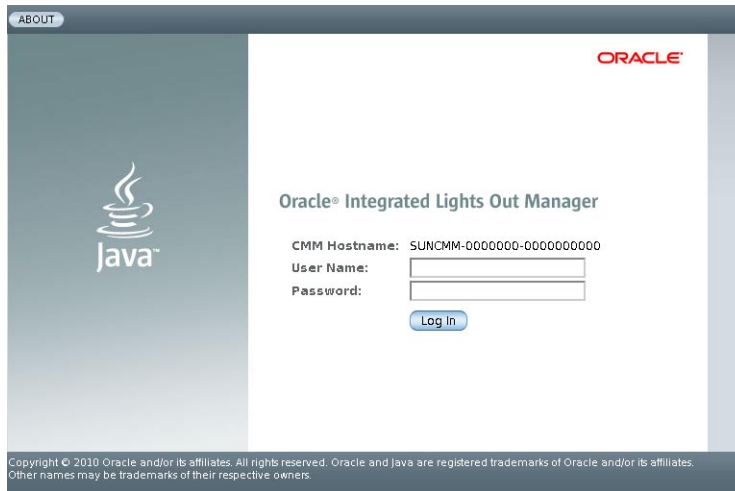 ABOUT
ORACLE
Java™
Oracle® Integrated Lights Out Manager
CMM Hostname: SUNCMM-0000000-0000000000
User Name:
Password:
Log In
Copyright © 2010 Oracle and/or its affiliates. All rights reserved. Oracle and Java are registered trademarks of Oracle and/or its affiliates.
Other names may be trademarks of their respective owners.